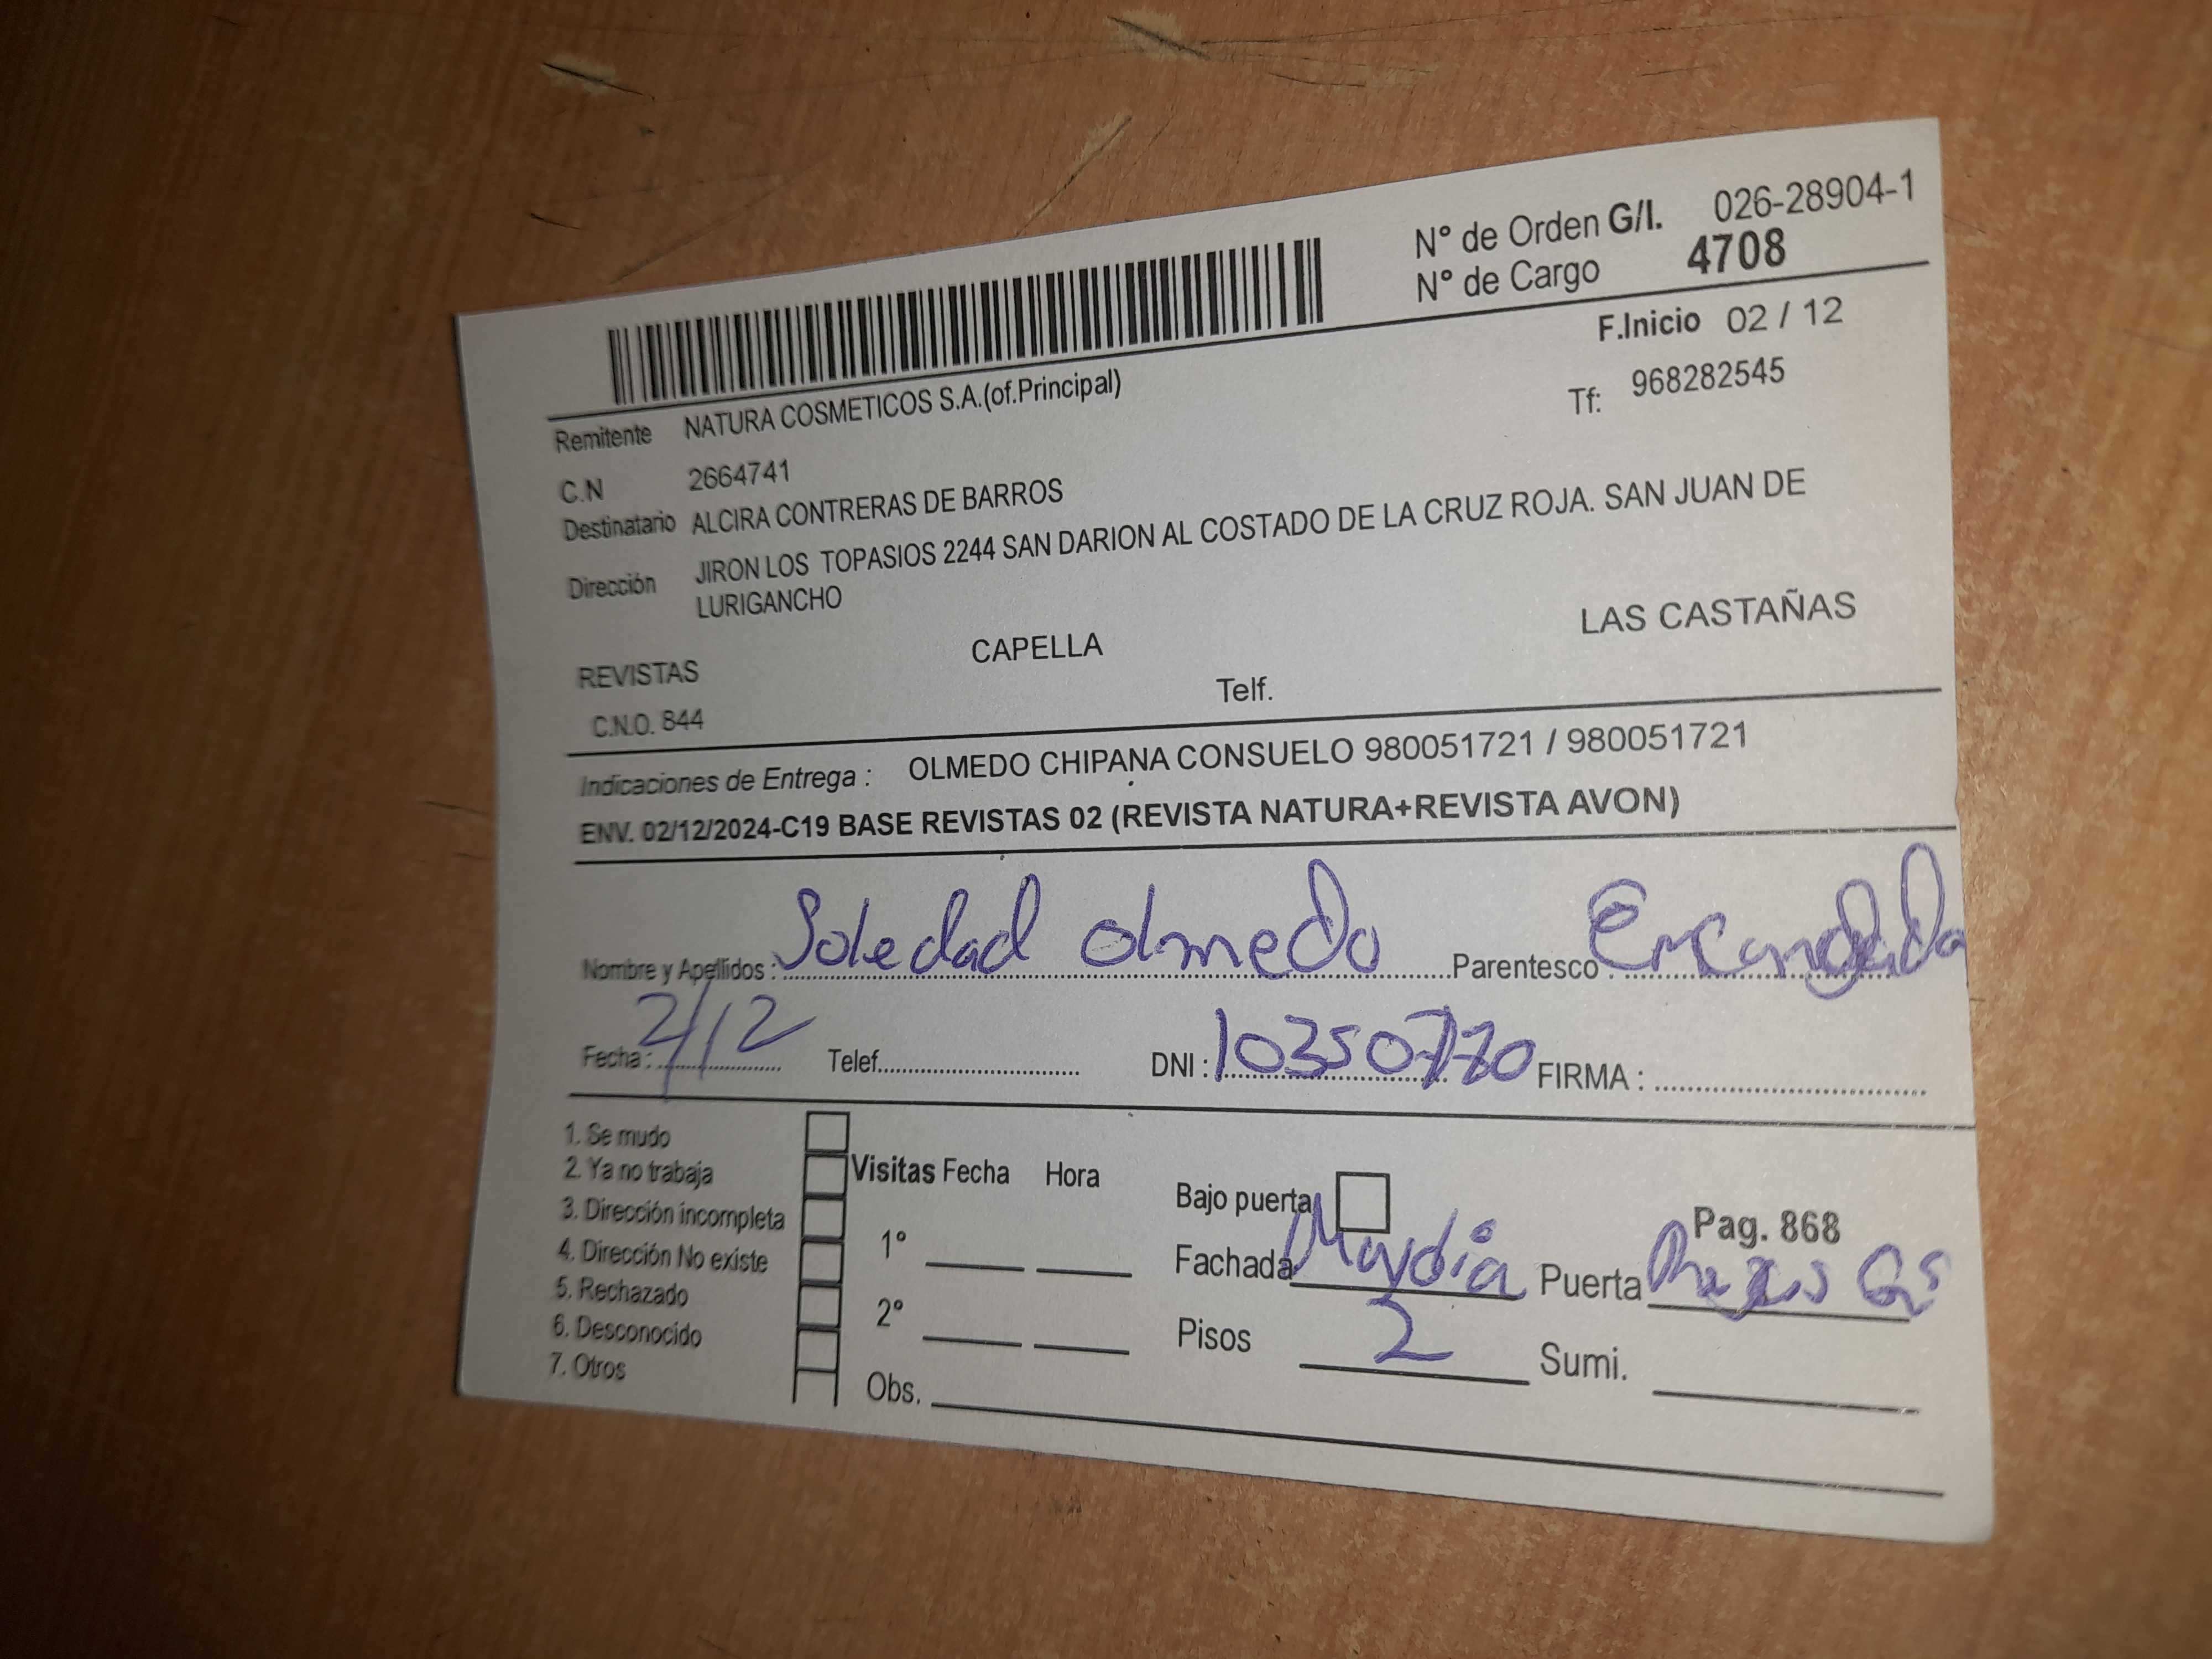 N° de Orden G/I. 026-28904-1
N° de Cargo 4708
F.Inicio 02 / 12
Remitente NATURA COSMETICOS S.A.(of.Principal)
Tf: 968282545
C.N 2664741
Destinatario ALCIRA CONTRERAS DE BARROS
Dirección JIRON LOS TOPASIOS 2244 SAN DARION AL COSTADO DE LA CRUZ ROJA. SAN JUAN DE
LURIGANCHO
REVISTAS CAPELLA LAS CASTAÑAS
C.N.O. 844 Telf.
Indicaciones de Entrega : OLMEDO CHIPANA CONSUELO 980051721 / 980051721
ENV. 02/12/2024-C19 BASE REVISTAS 02 (REVISTA NATURA+REVISTA AVON)
Nombre y Apellidos : Soledad Olmedo Parentesco :
Fecha : 2/12 Telef. DNI : 10350770 FIRMA :
1. Se mudo
2. Ya no trabaja
3. Dirección incompleta
4. Dirección No existe
5. Rechazado
6. Desconocido
7. Otros
Visitas Fecha Hora
1°
2°
Obs.
Bajo puerta
Pag. 868
Fachada Puerta
Pisos 2 Sumi.